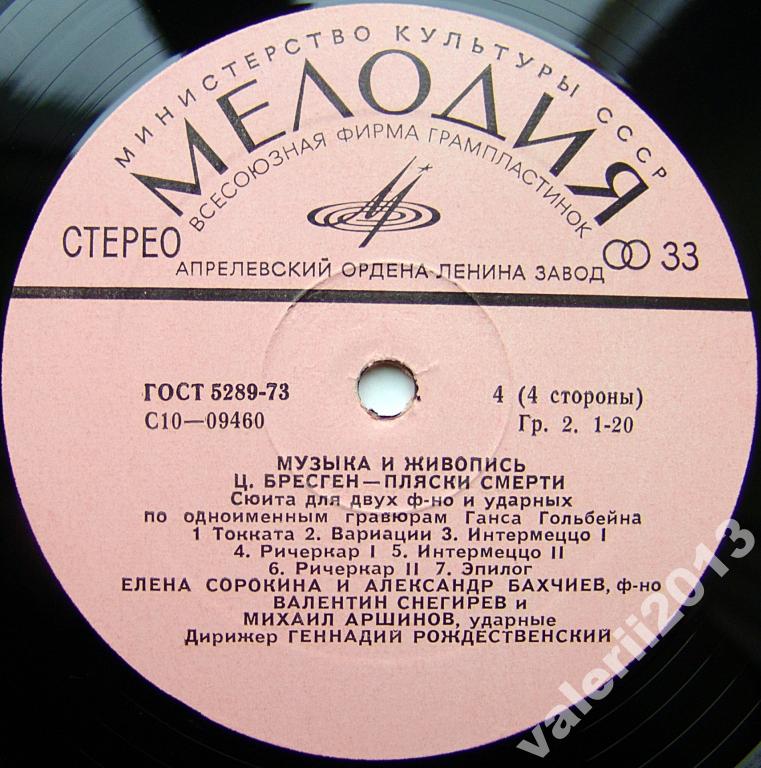 МИНИСТЕРСТВО КУЛЬТУРЫ СССР
МЕЛОДИЯ
ВСЕСОЮЗНАЯ ФИРМА ГРАМПЛАСТИНОК
СТЕРЕО
33
АПРЕЛЕВСКИЙ ОРДЕНА ЛЕНИНА ЗАВОД
ГОСТ 5289-73
4 (4 стороны)
С10—09460
Гр. 2. 1-20
МУЗЫКА И ЖИВОПИСЬ
Ц. БРЕСГЕН—ПЛЯСКИ СМЕРТИ
Сюита для двух ф-но и ударных
по одноименным гравюрам Ганса Гольбейна
1 Токката 2. Вариации 3. Интермеццо I
4. Ричеркар I 5. Интермеццо II
6. Ричеркар II 7. Эпилог
ЕЛЕНА СОРОКИНА И АЛЕКСАНДР БАХЧИЕВ, ф-но
ВАЛЕНТИН СНЕГИРЕВ и
МИХАИЛ АРШИНОВ, ударные
Дирижер ГЕННАДИЙ РОЖДЕСТВЕНСКИЙ
valerii2013